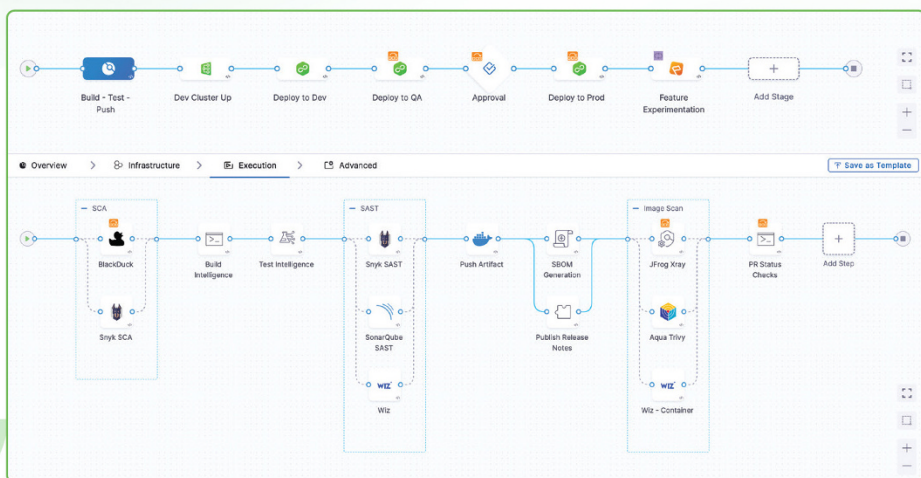 Build - Test -
Push
Dev Cluster Up
Deploy to Dev
Deploy to QA
Approval
Deploy to Prod
Feature
Experimentation
Add Stage
Overview
Infrastructure
Execution
Advanced
Save as Template
SCA
BlackDuck
Snyk SCA
Build
Intelligence
Test Intelligence
SAST
Snyk SAST
SonarQube
SAST
WIZ
Wiz
Push Artifact
SBOM
Generation
Publish Release
Notes
Image Scan
JFrog Xray
Aqua Trivy
WIZ
Wiz - Container
PR Status
Checks
Add Step